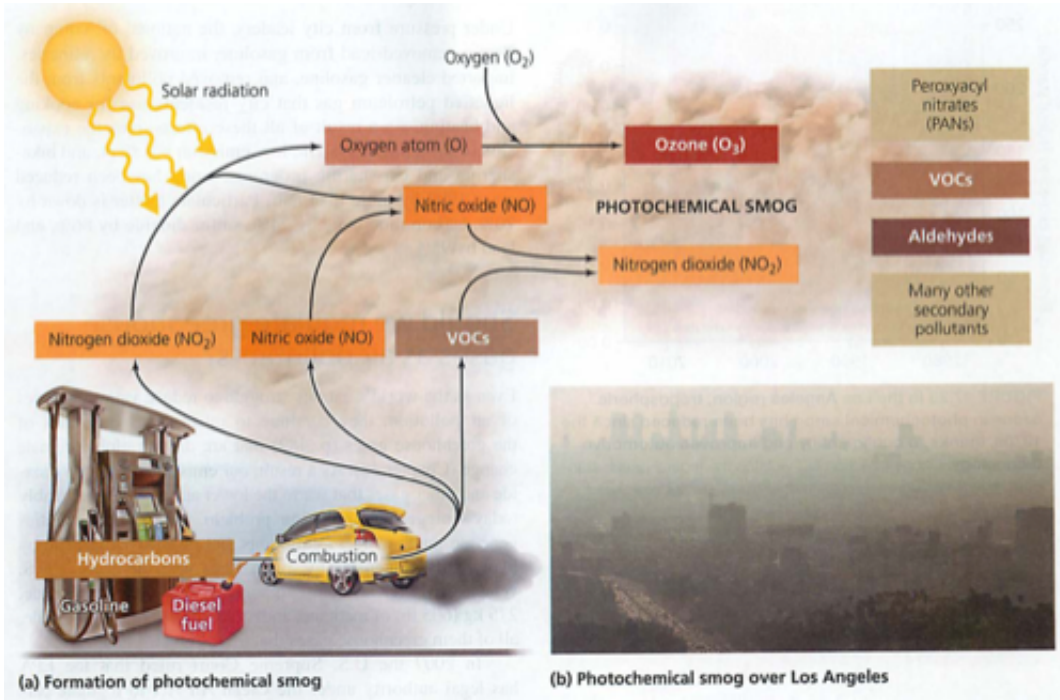 Oxygen (O₂)
Solar radiation
Peroxyacyl
nitrates
(PANs)
Oxygen atom (O)
Ozone (O₃)
VOCs
Nitric oxide (NO)
PHOTOCHEMICAL SMOG
Aldehydes
Nitrogen dioxide (NO₂)
Many other
secondary
pollutants
Nitrogen dioxide (NO₂)
Nitric oxide (NO)
VOCs
Hydrocarbons
Combustion
Gasoline
Diesel
fuel
(a) Formation of photochemical smog
(b) Photochemical smog over Los Angeles